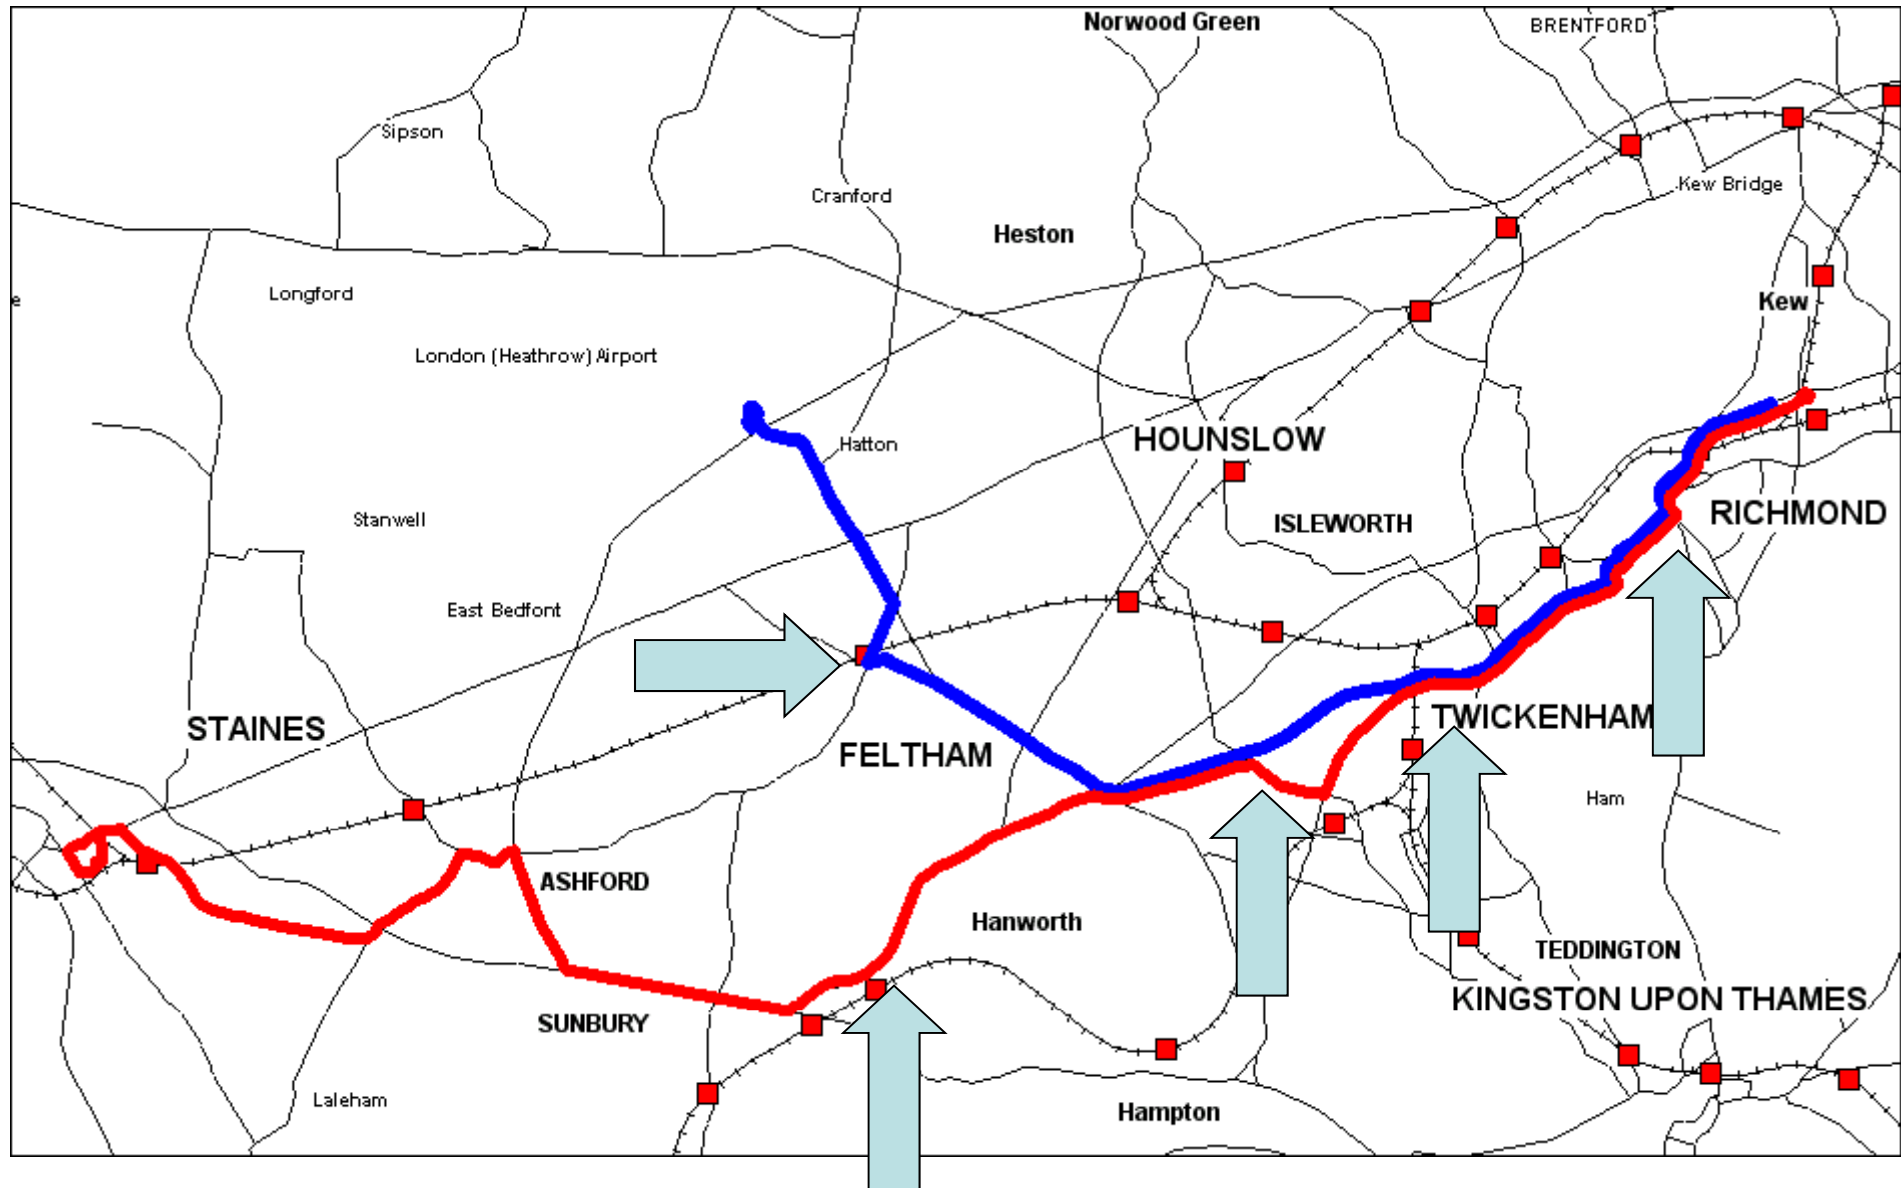 Norwood Green
BRENTFORD
Sipson
Kew Bridge
Cranford
Heston
Longford
e
Kew
London (Heathrow) Airport
HOUNSLOW
Hatton
RICHMOND
Stanwell
ISLEWORTH
East Bedfont
STAINES
TWICKENHAM
FELTHAM
Ham
ASHFORD
Hanworth
TEDDINGTON
KINGSTON UPON THAMES
SUNBURY
Laleham
Hampton